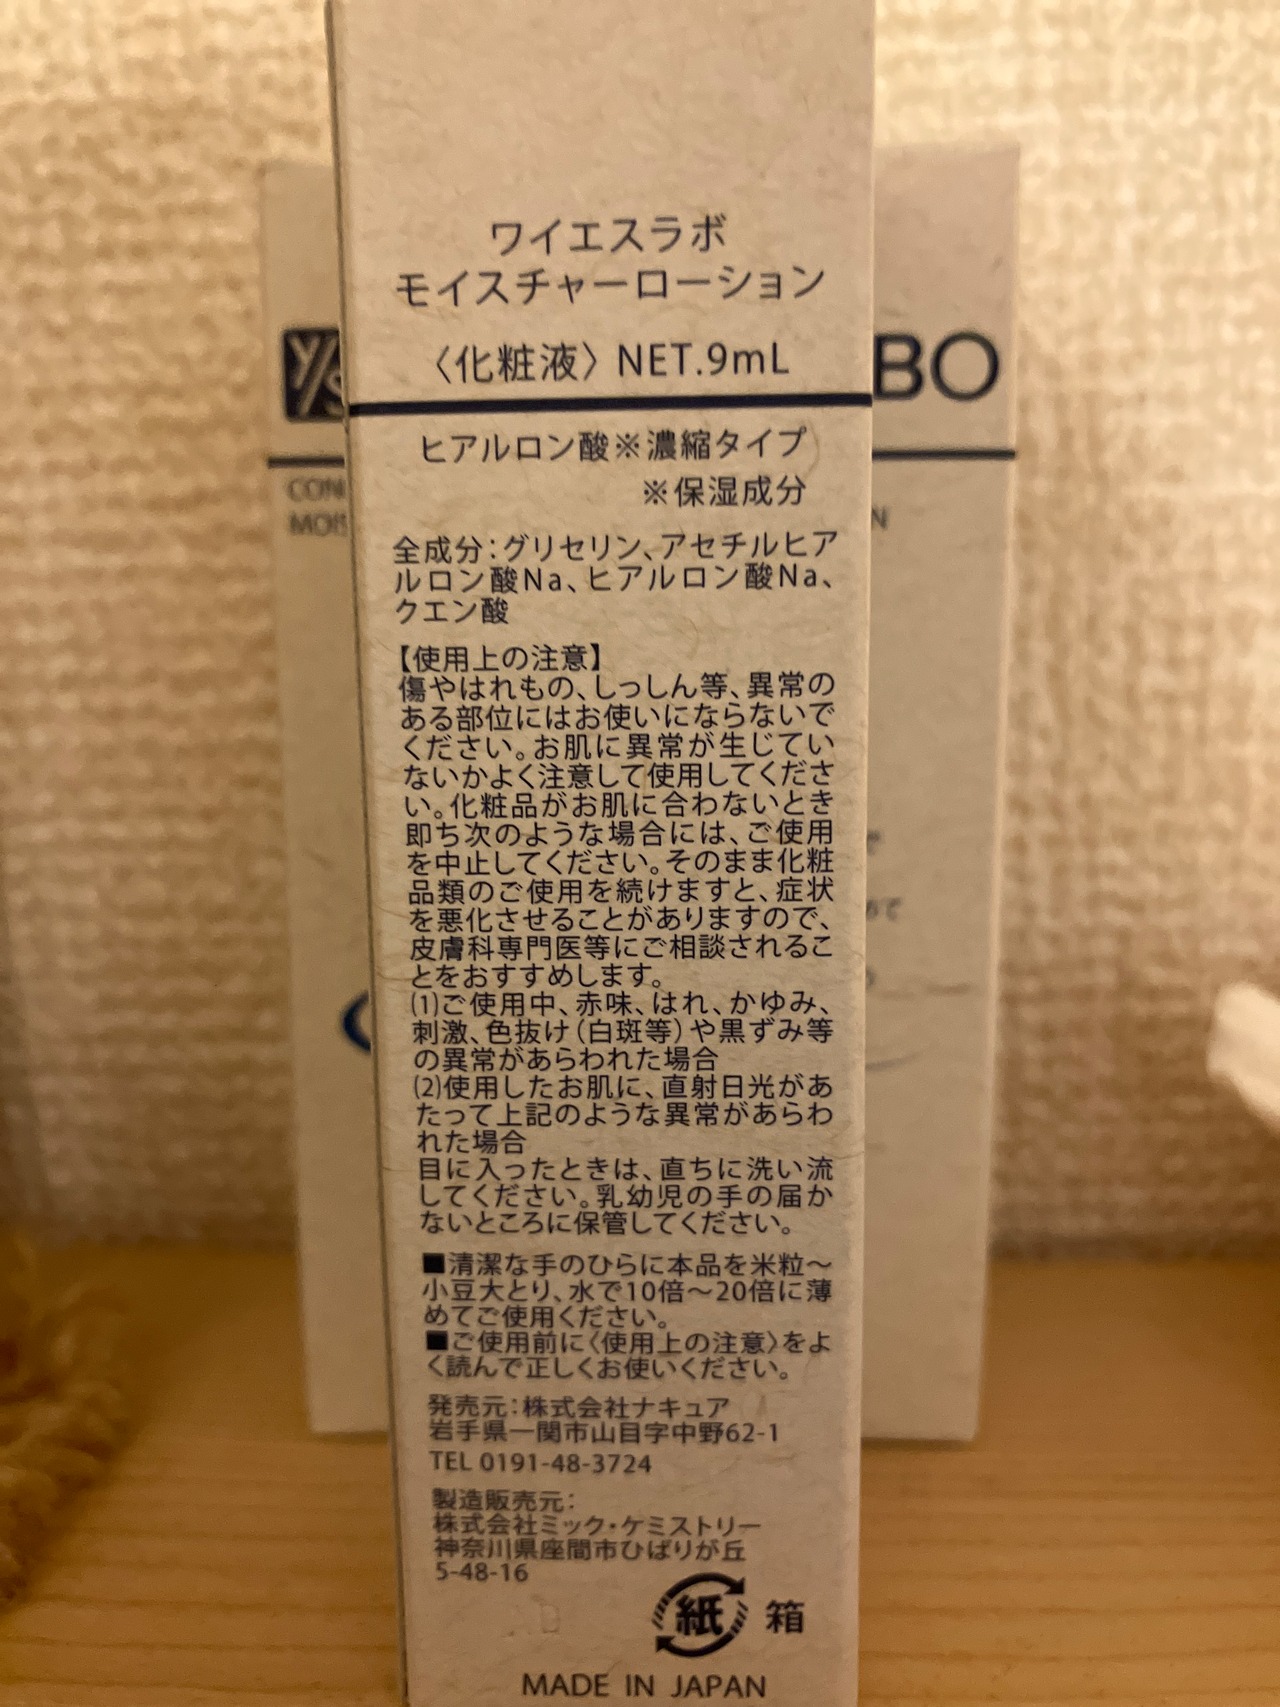 ワイエスラボ
モイスチャーローション
〈化粧液〉NET.9mL
ヒアルロン酸※濃縮タイプ
※保湿成分
全成分：グリセリン、アセチルヒア
ルロン酸Na、ヒアルロン酸Na、
クエン酸
【使用上の注意】
傷やはれもの、しっしん等、異常の
ある部位にはお使いにならないで
ください。お肌に異常が生じてい
ないかよく注意して使用してくださ
い。化粧品がお肌に合わないとき
即ち次のような場合には、ご使用
を中止してください。そのまま化粧
品類のご使用を続けますと、症状
を悪化させることがありますので、
皮膚科専門医等にご相談されるこ
とをおすすめします。
(1)ご使用中、赤味、はれ、かゆみ、
刺激、色抜け（白斑等）や黒ずみ等
の異常があらわれた場合
(2)使用したお肌に、直射日光があ
たって上記のような異常があらわ
れた場合
目に入ったときは、直ちに洗い流
してください。乳幼児の手の届か
ないところに保管してください。
■清潔な手のひらに本品を米粒～
小豆大とり、水で10倍～20倍に薄
めてご使用ください。
■ご使用前に〈使用上の注意〉をよ
く読んで正しくお使いください。
発売元：株式会社ナキュア
岩手県一関市山目字中野62-1
TEL 0191-48-3724
製造販売元：
株式会社ミック・ケミストリー
神奈川県座間市ひばりが丘
5-48-16
紙 箱
MADE IN JAPAN
Y/S BO
CON
MOIS N